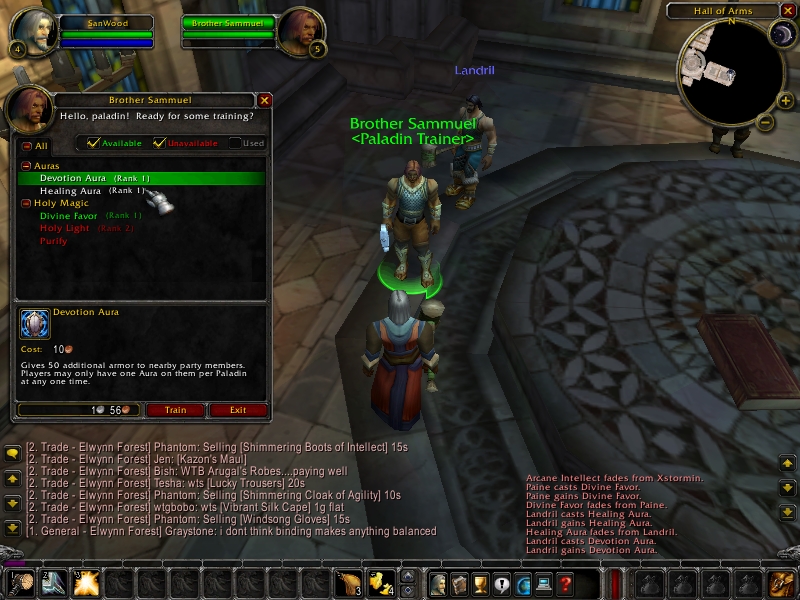 SanWood
4
Brother Sammuel
5
Hall of Arms
N
Landril
Brother Sammuel
<Paladin Trainer>
Brother Sammuel
Hello, paladin! Ready for some training?
All
Available
Unavailable
Used
Auras
Devotion Aura (Rank 1)
Healing Aura (Rank 1)
Holy Magic
Divine Favor (Rank 1)
Holy Light (Rank 2)
Purify
Devotion Aura
Cost: 10
Gives 50 additional armor to nearby party members.
Players may only have one Aura on them per Paladin
at any one time.
1 56
Train
Exit
[2. Trade - Elwynn Forest] Phantom: Selling [Shimmering Boots of Intellect] 15s
[2. Trade - Elwynn Forest] Jen: [Kazon's Maul]
[2. Trade - Elwynn Forest] Bish: WTB Arugal's Robes....paying well
[2. Trade - Elwynn Forest] Tesha: wts [Lucky Trousers] 20s
[2. Trade - Elwynn Forest] Phantom: Selling [Shimmering Cloak of Agility] 10s
[2. Trade - Elwynn Forest] wtgbobo: wts [Vibrant Silk Cape] 1g flat
[2. Trade - Elwynn Forest] Phantom: Selling [Windsong Gloves] 15s
[1. General - Elwynn Forest] Graystone: i dont think binding makes anything balanced
Arcane Intellect fades from Xstormin.
Paine casts Divine Favor.
Paine gains Divine Favor.
Divine Favor fades from Paine.
Landril casts Healing Aura.
Landril gains Healing Aura.
Healing Aura fades from Landril.
Landril casts Devotion Aura.
Landril gains Devotion Aura.
3
4